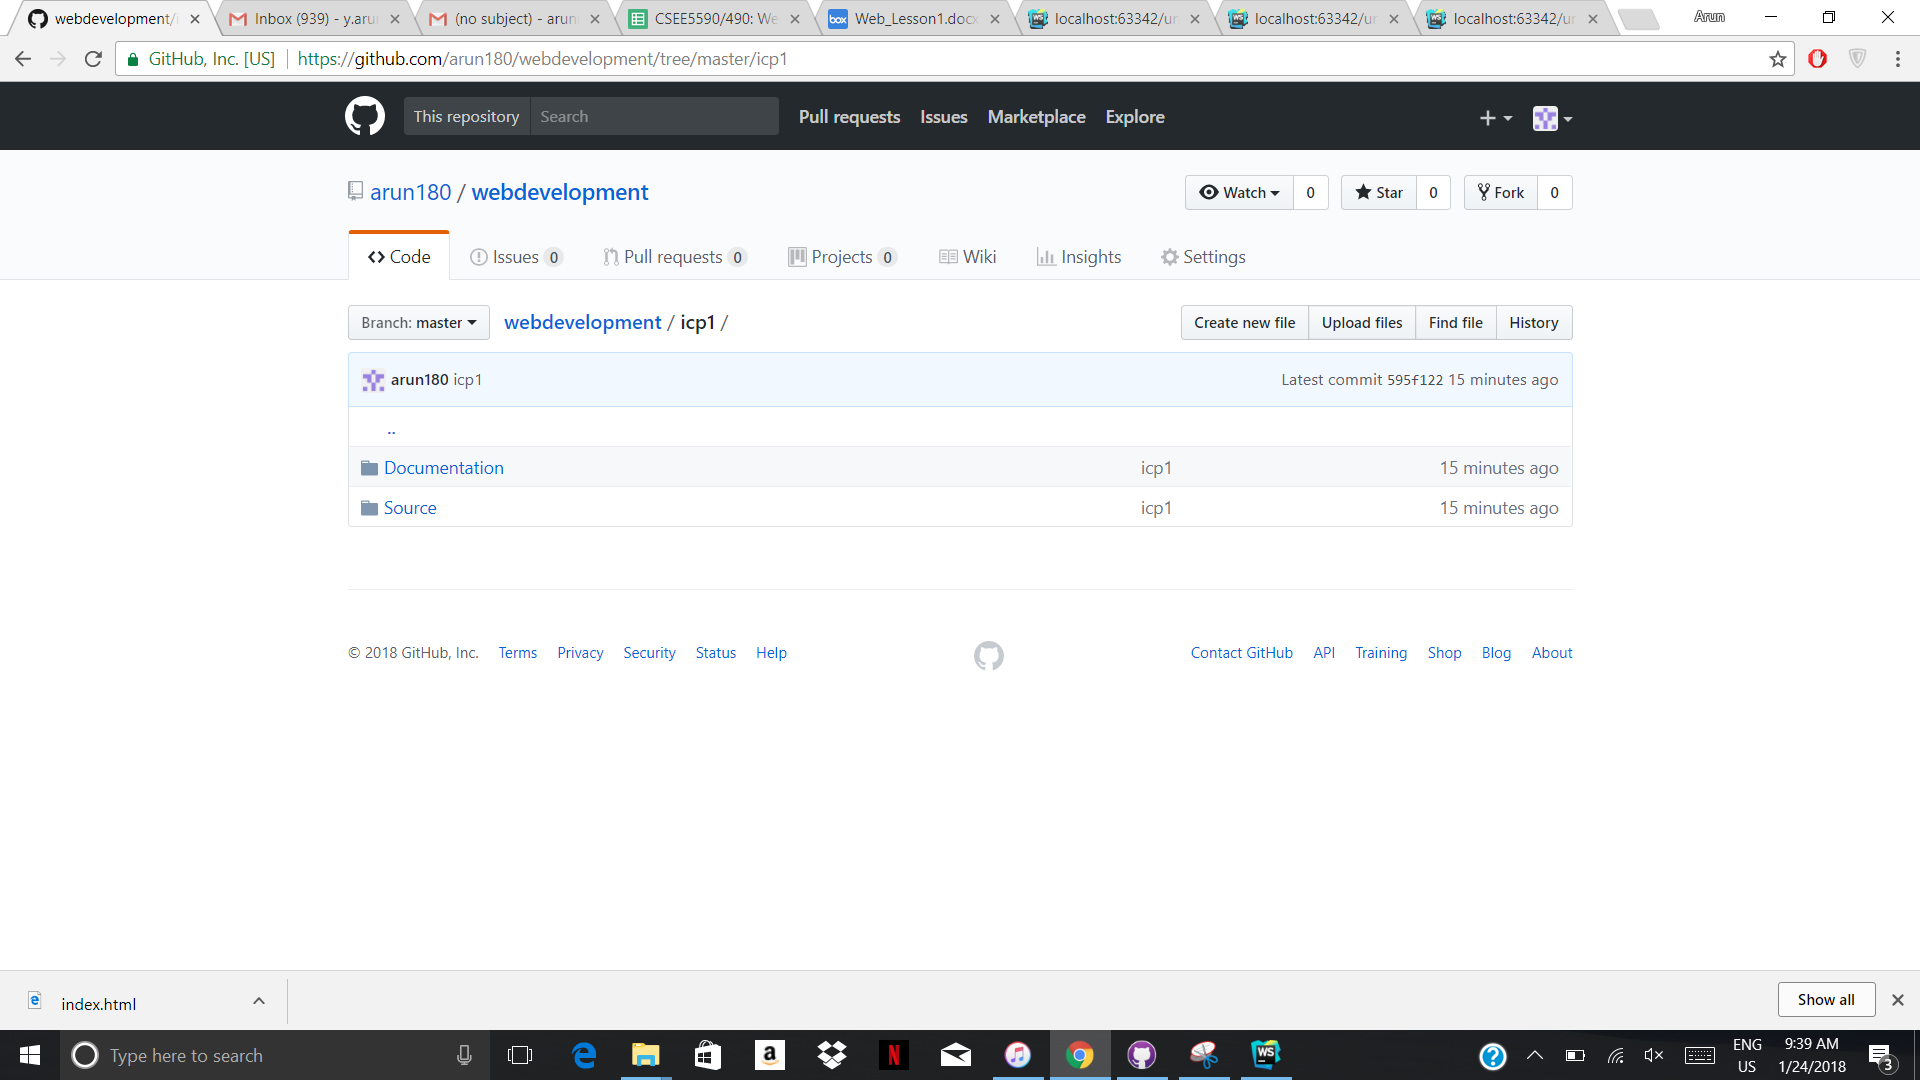 webdevelopment/i
Inbox (939) - y.arun
(no subject) - arun
CSEE5590/490: We
Web_Lesson1.docx
localhost:63342/un
localhost:63342/un
localhost:63342/un
Arun
GitHub, Inc. [US]
https://github.com/arun180/webdevelopment/tree/master/icp1
This repository
Search
Pull requests
Issues
Marketplace
Explore
arun180 / webdevelopment
Watch 0
Star 0
Fork 0
Code
Issues 0
Pull requests 0
Projects 0
Wiki
Insights
Settings
Branch: master
webdevelopment / icp1 /
Create new file
Upload files
Find file
History
arun180 icp1
Latest commit 595f122 15 minutes ago
..
Documentation icp1 15 minutes ago
Source icp1 15 minutes ago
© 2018 GitHub, Inc. Terms Privacy Security Status Help
Contact GitHub API Training Shop Blog About
index.html
Show all
Type here to search
ENG
US
9:39 AM
1/24/2018
3